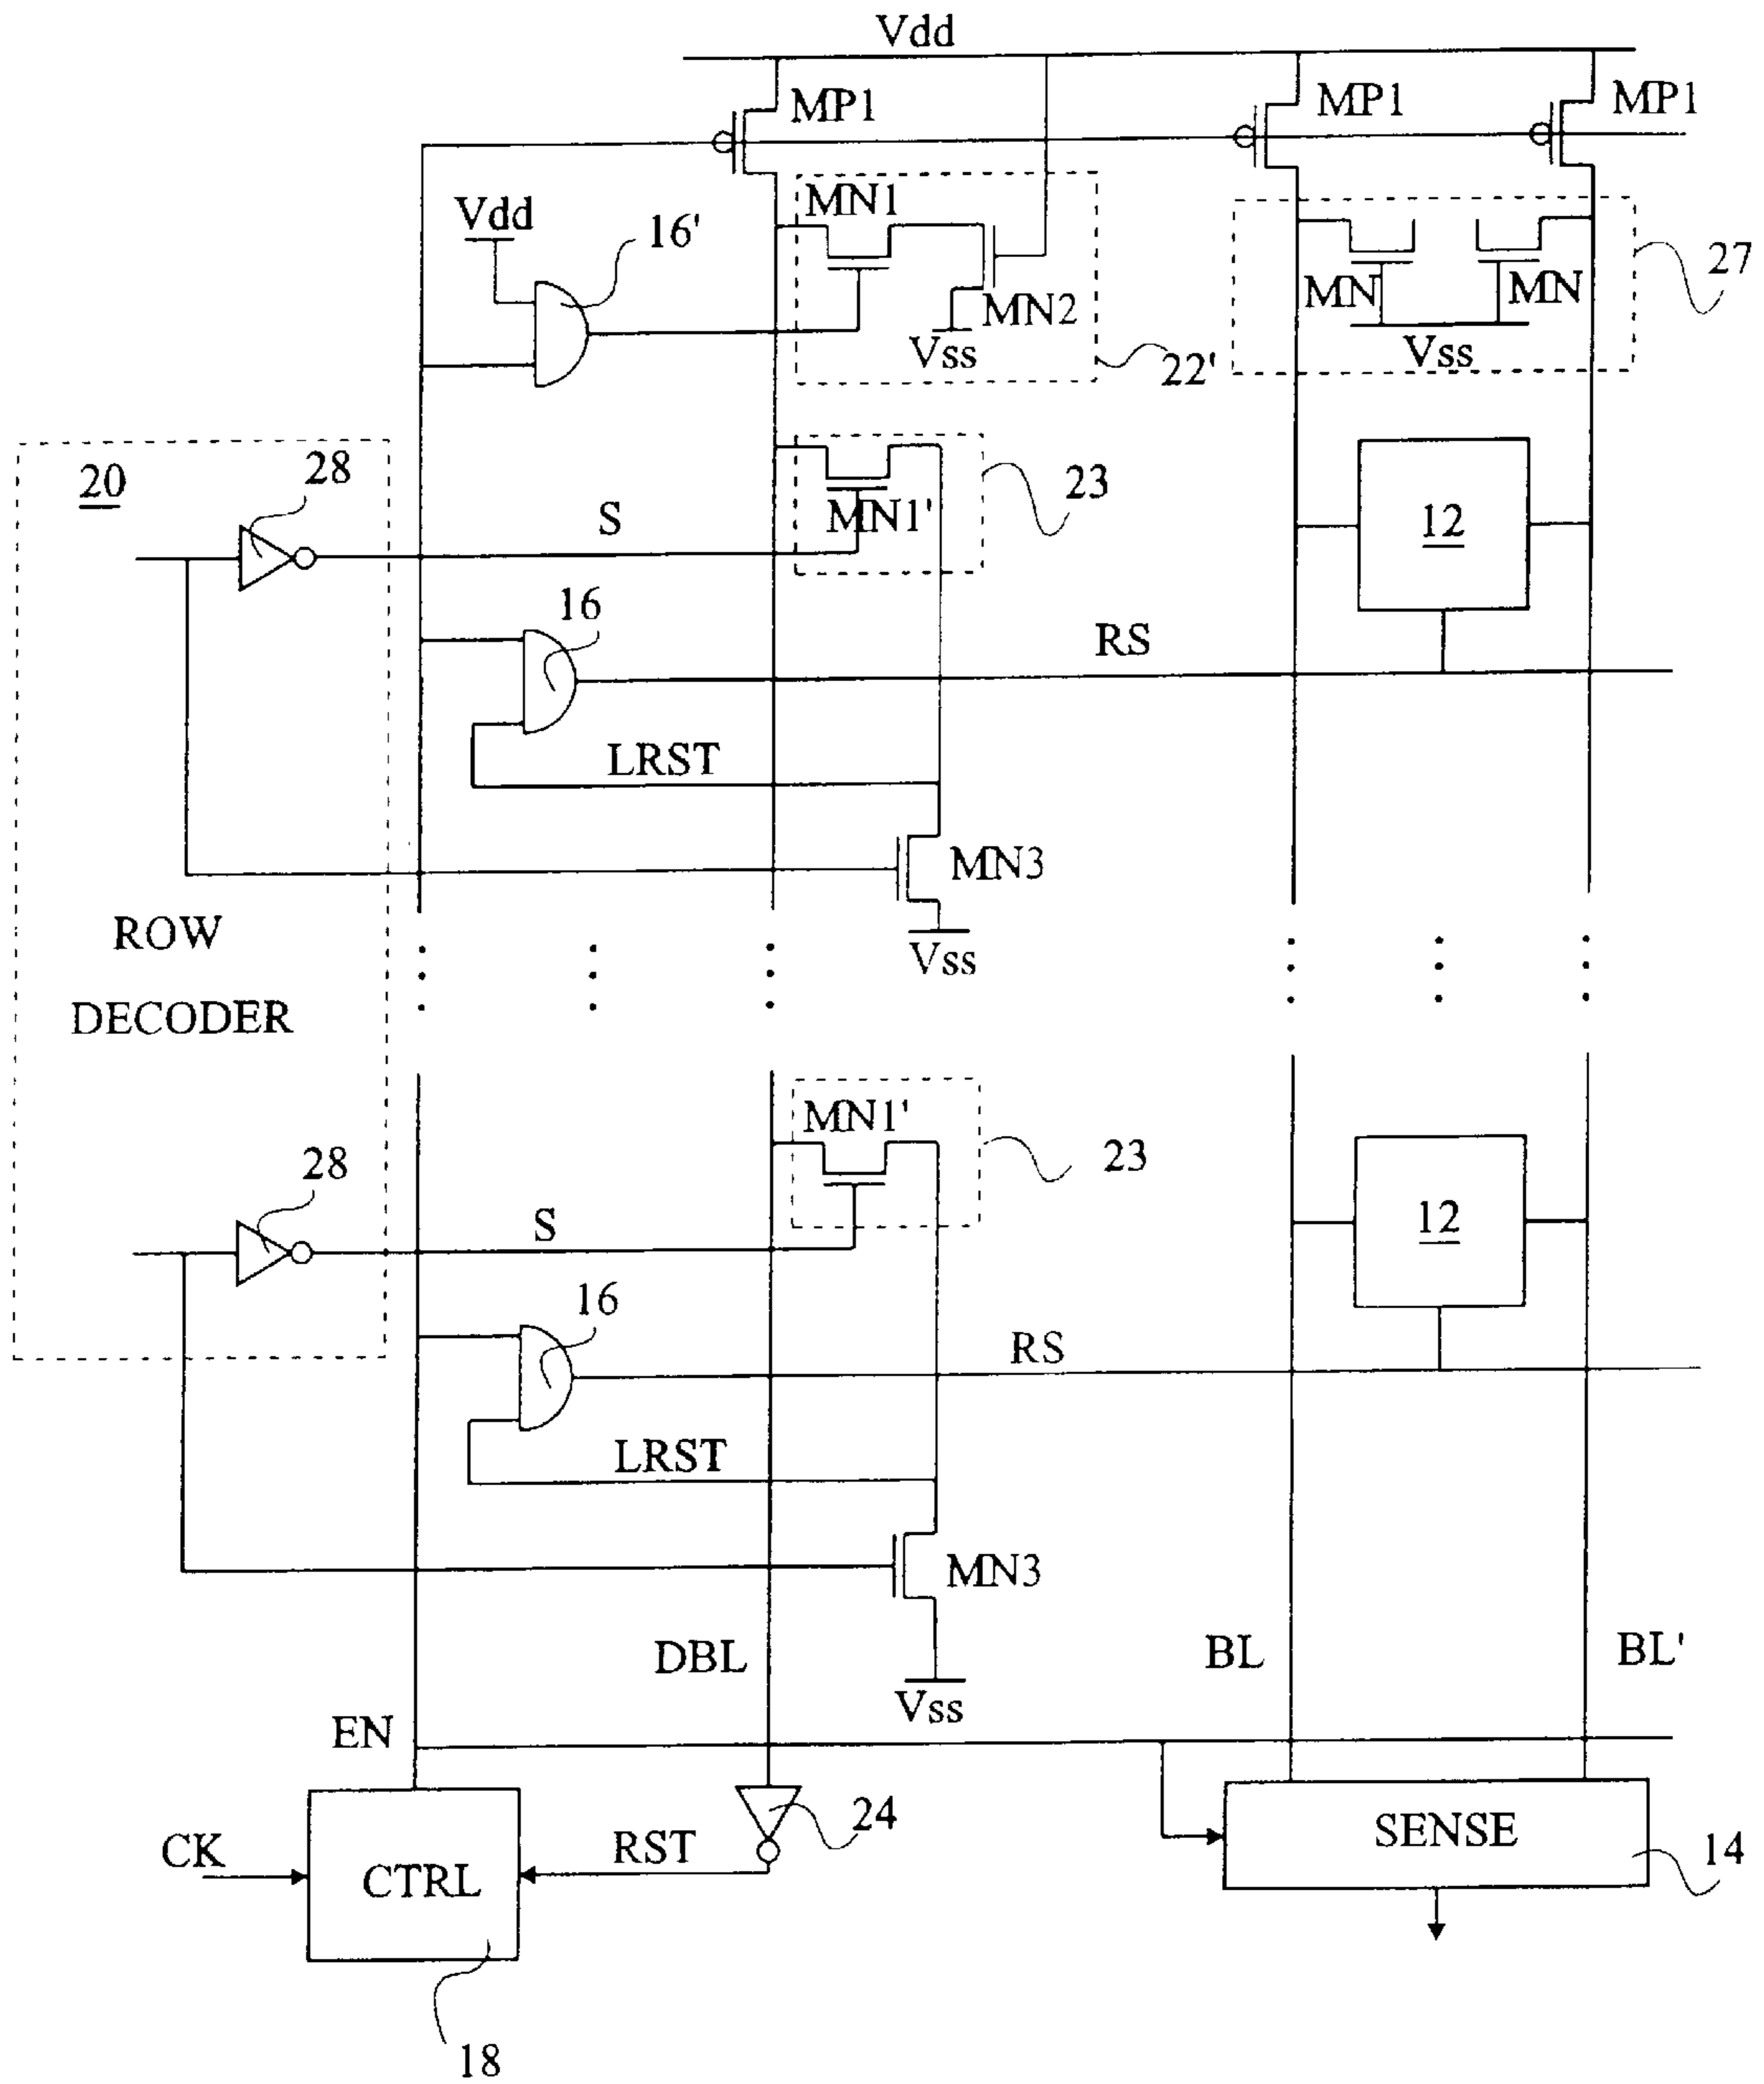 Vdd
MP1
MP1
MP1
MN1
Vdd
16'
27
MN
MN
MN2
Vss
Vss
22'
20
28
23
S
MN1'
12
16
RS
LRST
MN3
ROW
Vss
DECODER
MN1'
23
28
S
12
16
RS
LRST
MN3
DBL
BL
BL'
Vss
EN
24
SENSE
CK
RST
CTRL
14
18